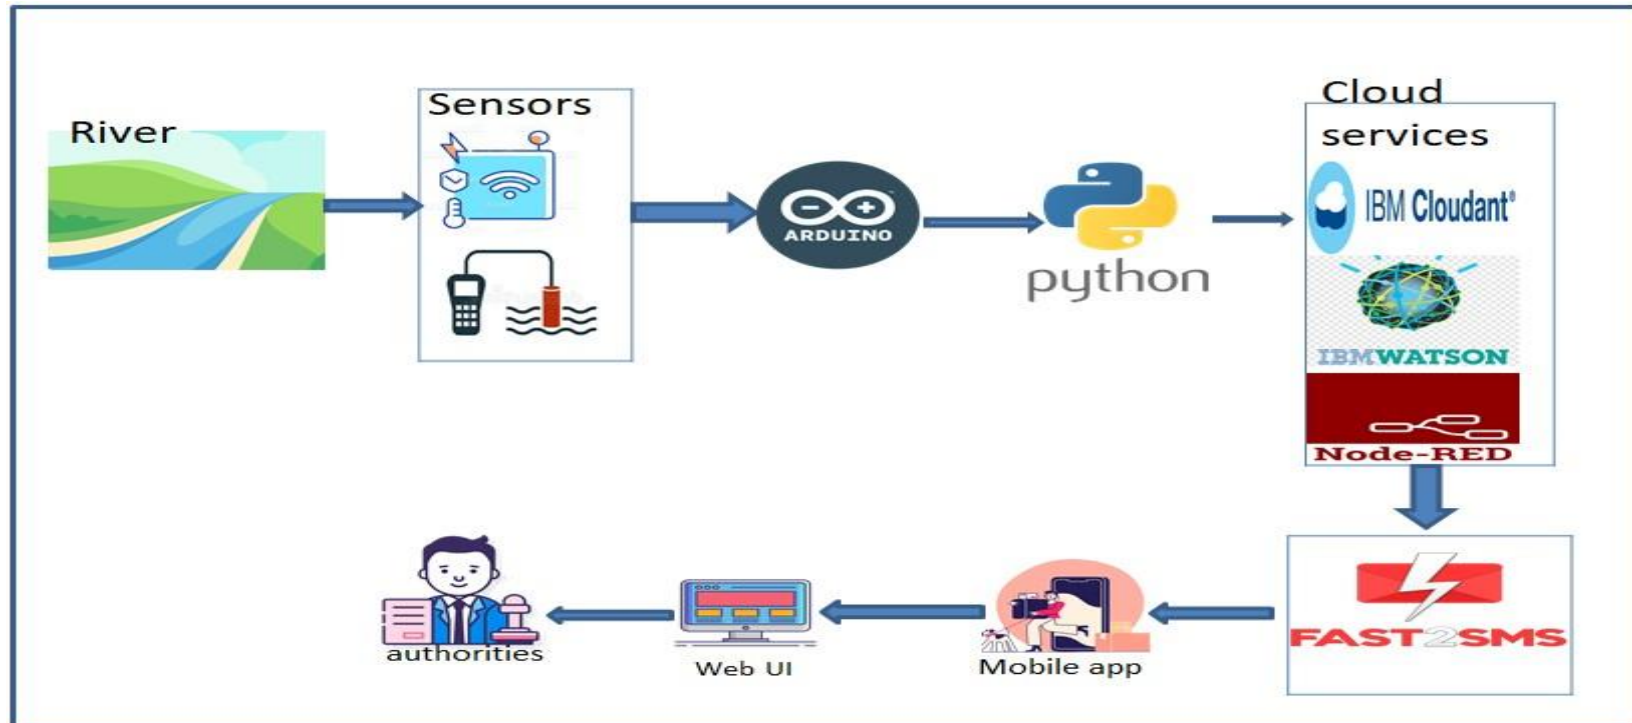 River
Sensors
ARDUINO
python
Cloud
services
IBM Cloudant®
IBMWATSON
Node-RED
FAST2SMS
Mobile app
Web UI
authorities